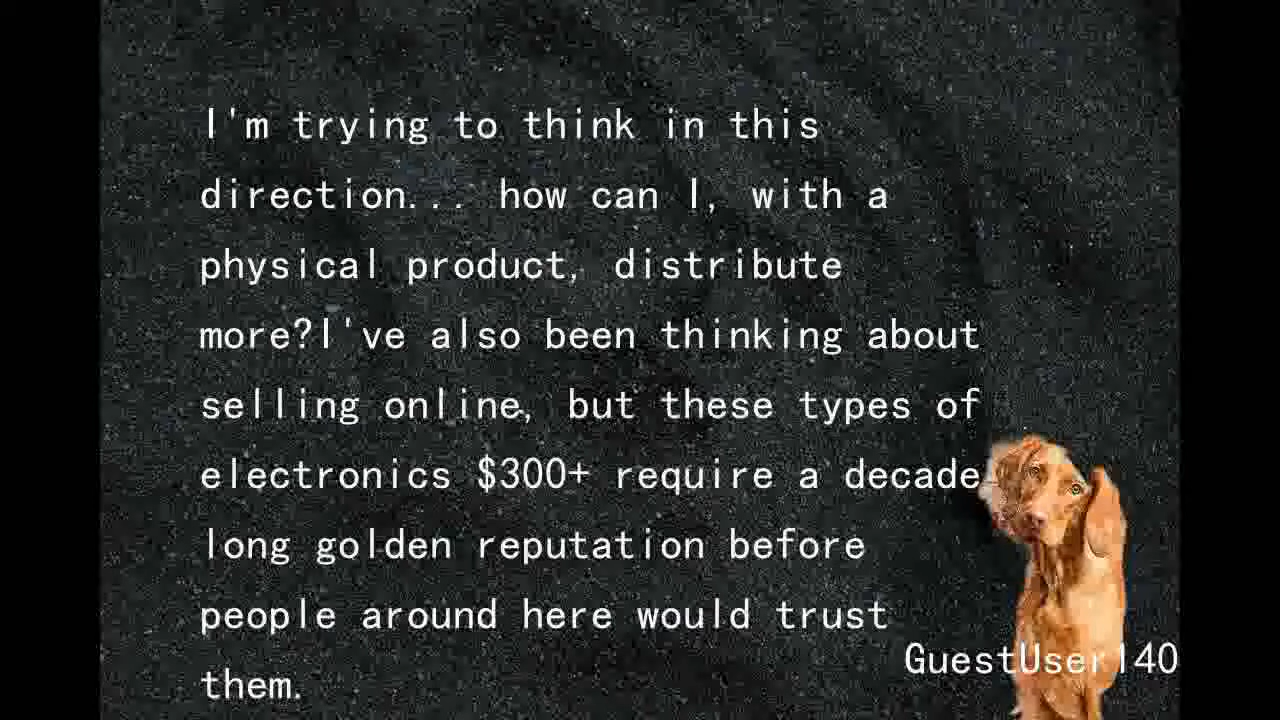 I'm trying to think in this
direction... how can I, with a
physical product, distribute
more?I've also been thinking about
selling online, but these types of
electronics $300+ require a decade
long golden reputation before
people around here would trust
them.
GuestUser140